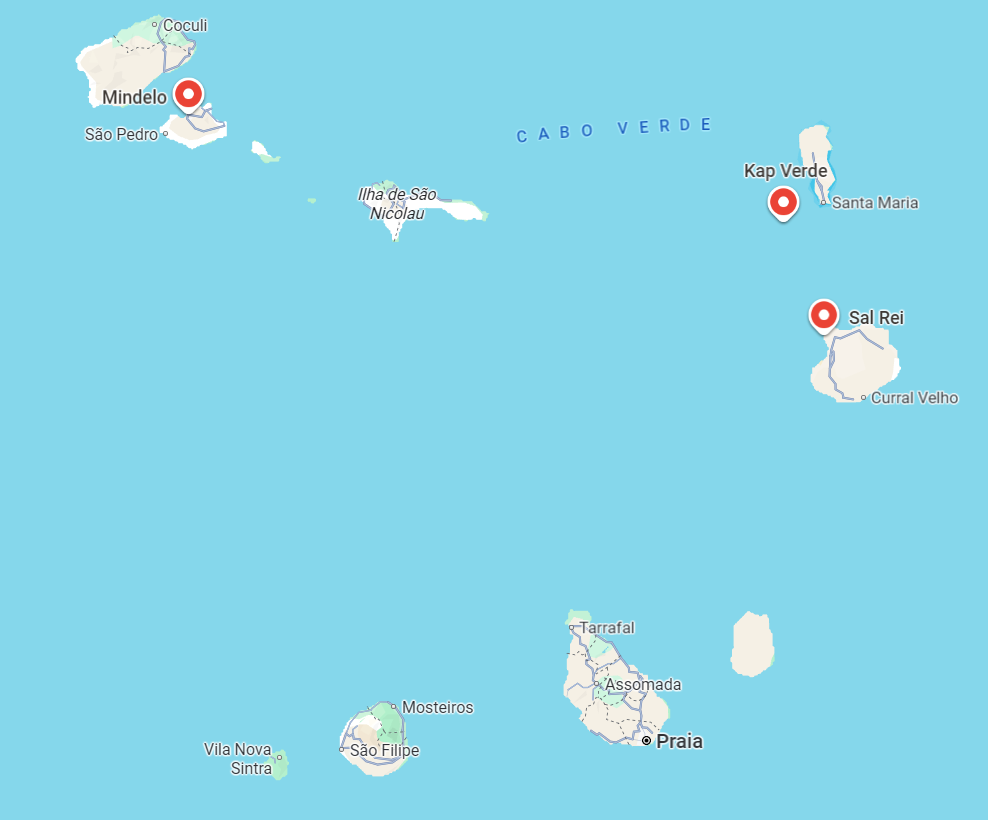 Coculi
Mindelo
São Pedro
CABO VERDE
Kap Verde
Ilha de São
Nicolau
Santa Maria
Sal Rei
Curral Velho
Tarrafal
Assomada
Mosteiros
Praia
Vila Nova
Sintra
São Filipe